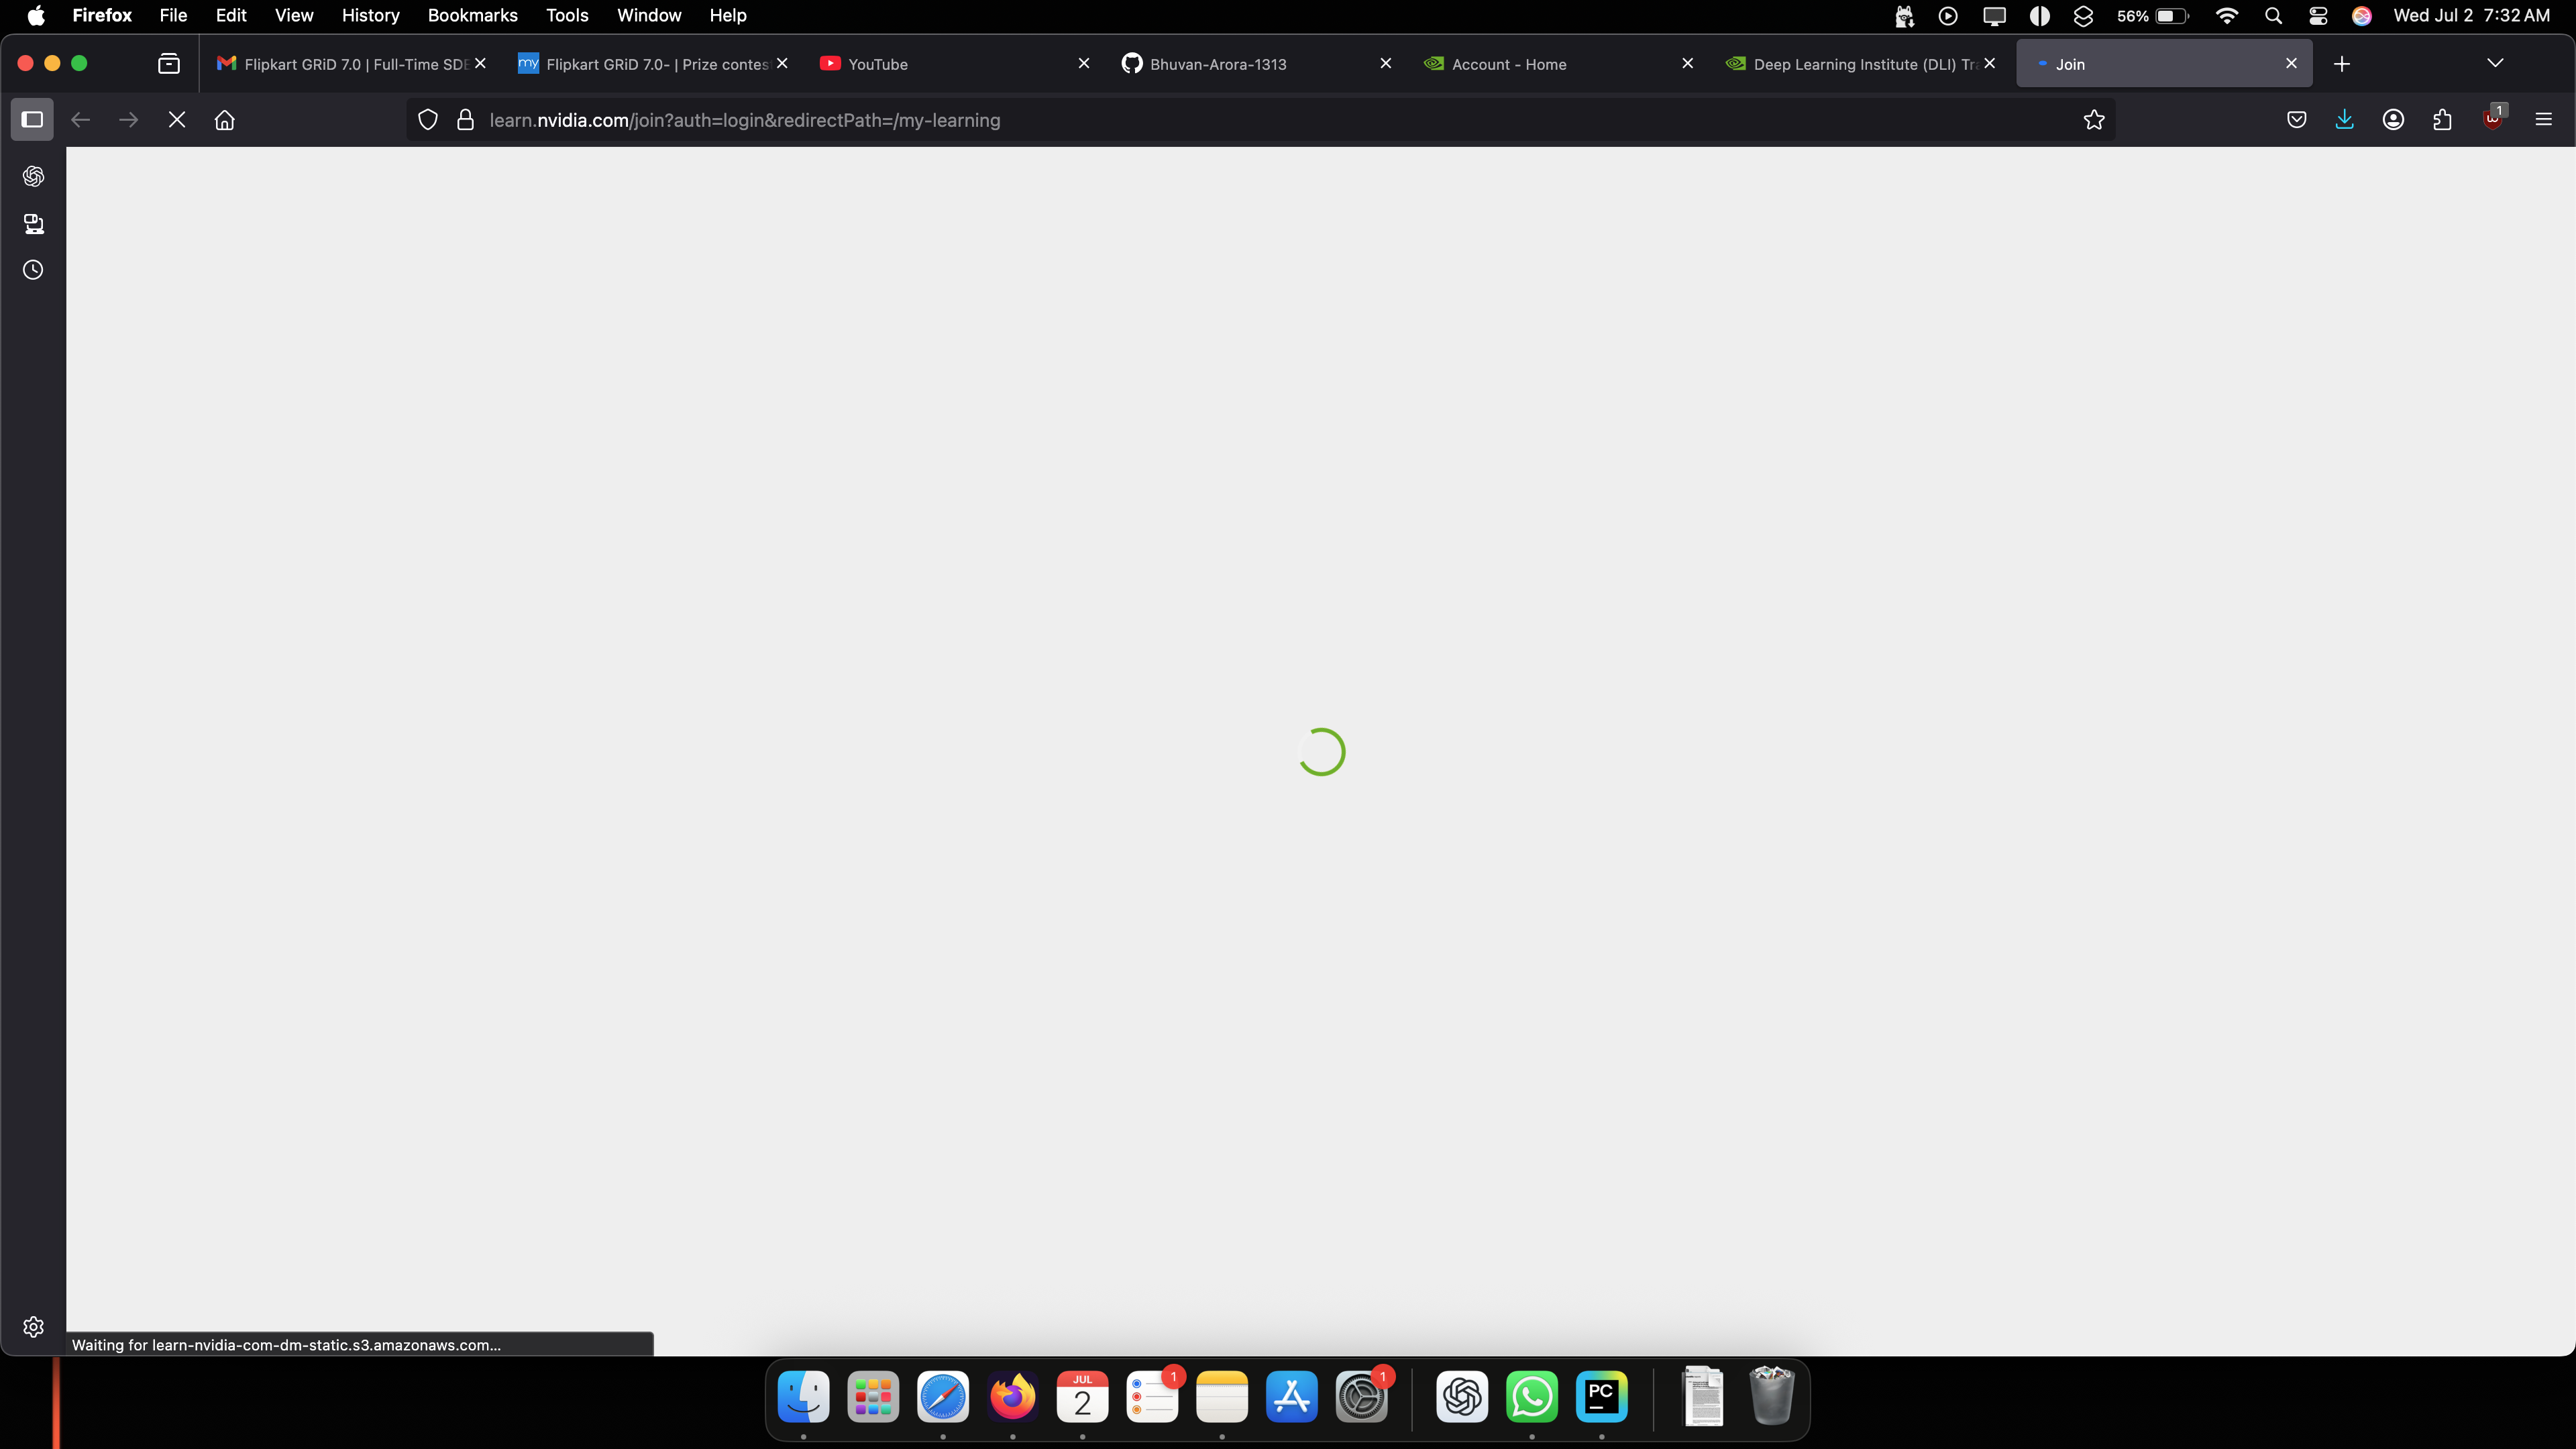 Firefox File Edit View History Bookmarks Tools Window Help
56% Wed Jul 2 7:32 AM
Flipkart GRiD 7.0 | Full-Time SDE
my Flipkart GRiD 7.0- | Prize contes
YouTube
Bhuvan-Arora-1313
Account - Home
Deep Learning Institute (DLI) Tra
Join
learn.nvidia.com/join?auth=login&redirectPath=/my-learning
1
Waiting for learn-nvidia-com-dm-static.s3.amazonaws.com...
JUL
2
1
1
PC